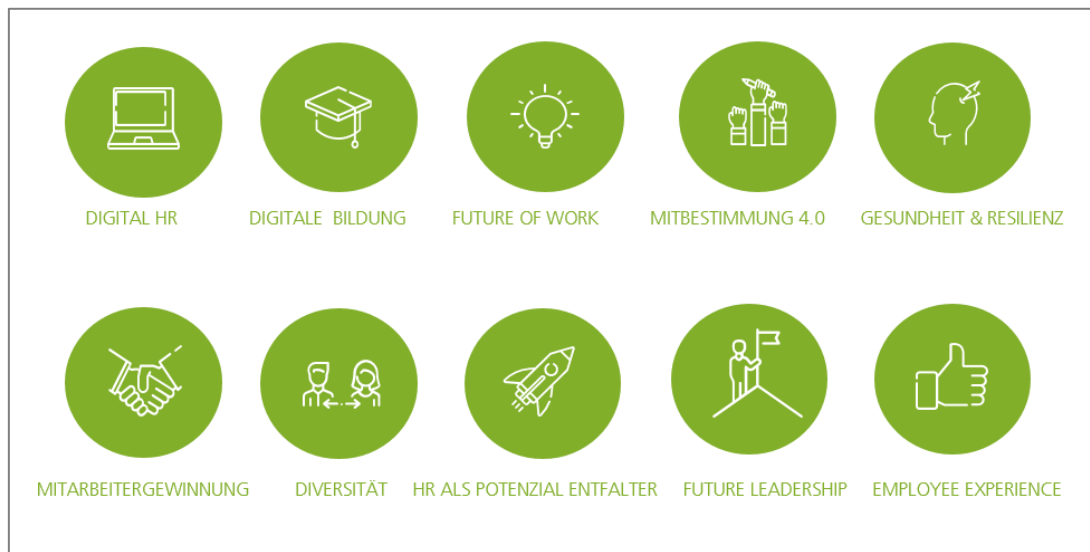 DIGITAL HR
DIGITALE BILDUNG
FUTURE OF WORK
MITBESTIMMUNG 4.0
GESUNDHEIT & RESILIENZ
MITARBEITERGEWINNUNG
DIVERSITÄT
HR ALS POTENZIAL ENTFALTER
FUTURE LEADERSHIP
EMPLOYEE EXPERIENCE